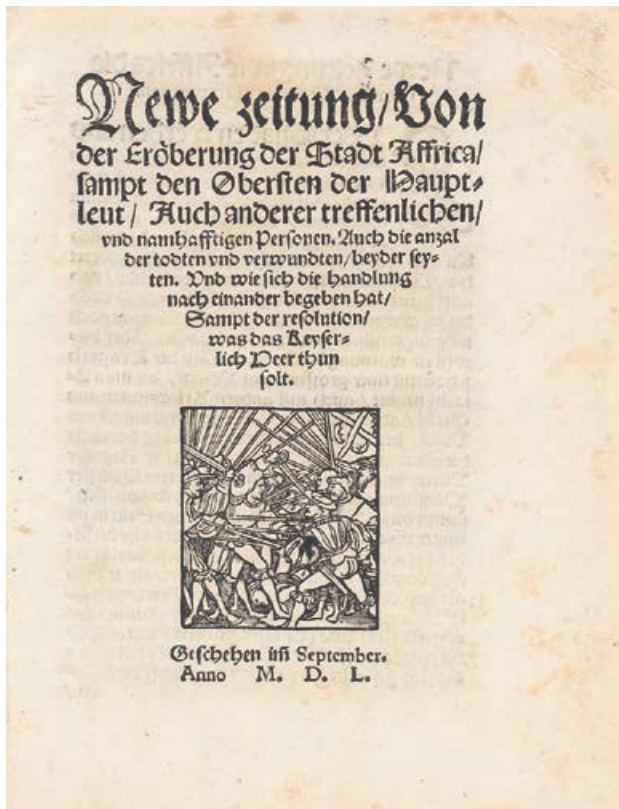 Newe zeitung/Von
der Eröberung der Stadt Affrica/
sampt den Obersten der Haupt⸗
leut / Auch anderer treffenlichen/
vnd namhafftigen Personen. Auch die anzal
der todten vnd verwundten/beyder sey⸗
ten. Vnd wie sich die handlung
nach einander begeben hat/
Sampt der resolution/
was das Keyser⸗
lich Heer thun
solt.
Geschehen im̃ September.
Anno M. D. L.